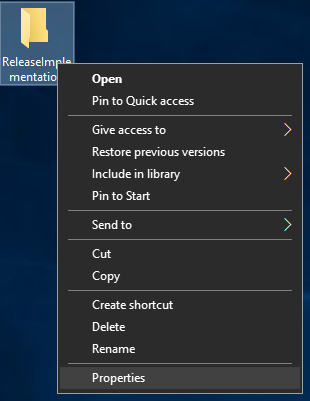 ReleaseImple
mentatio
Open
Pin to Quick access
Give access to
Restore previous versions
Include in library
Pin to Start
Send to
Cut
Copy
Create shortcut
Delete
Rename
Properties